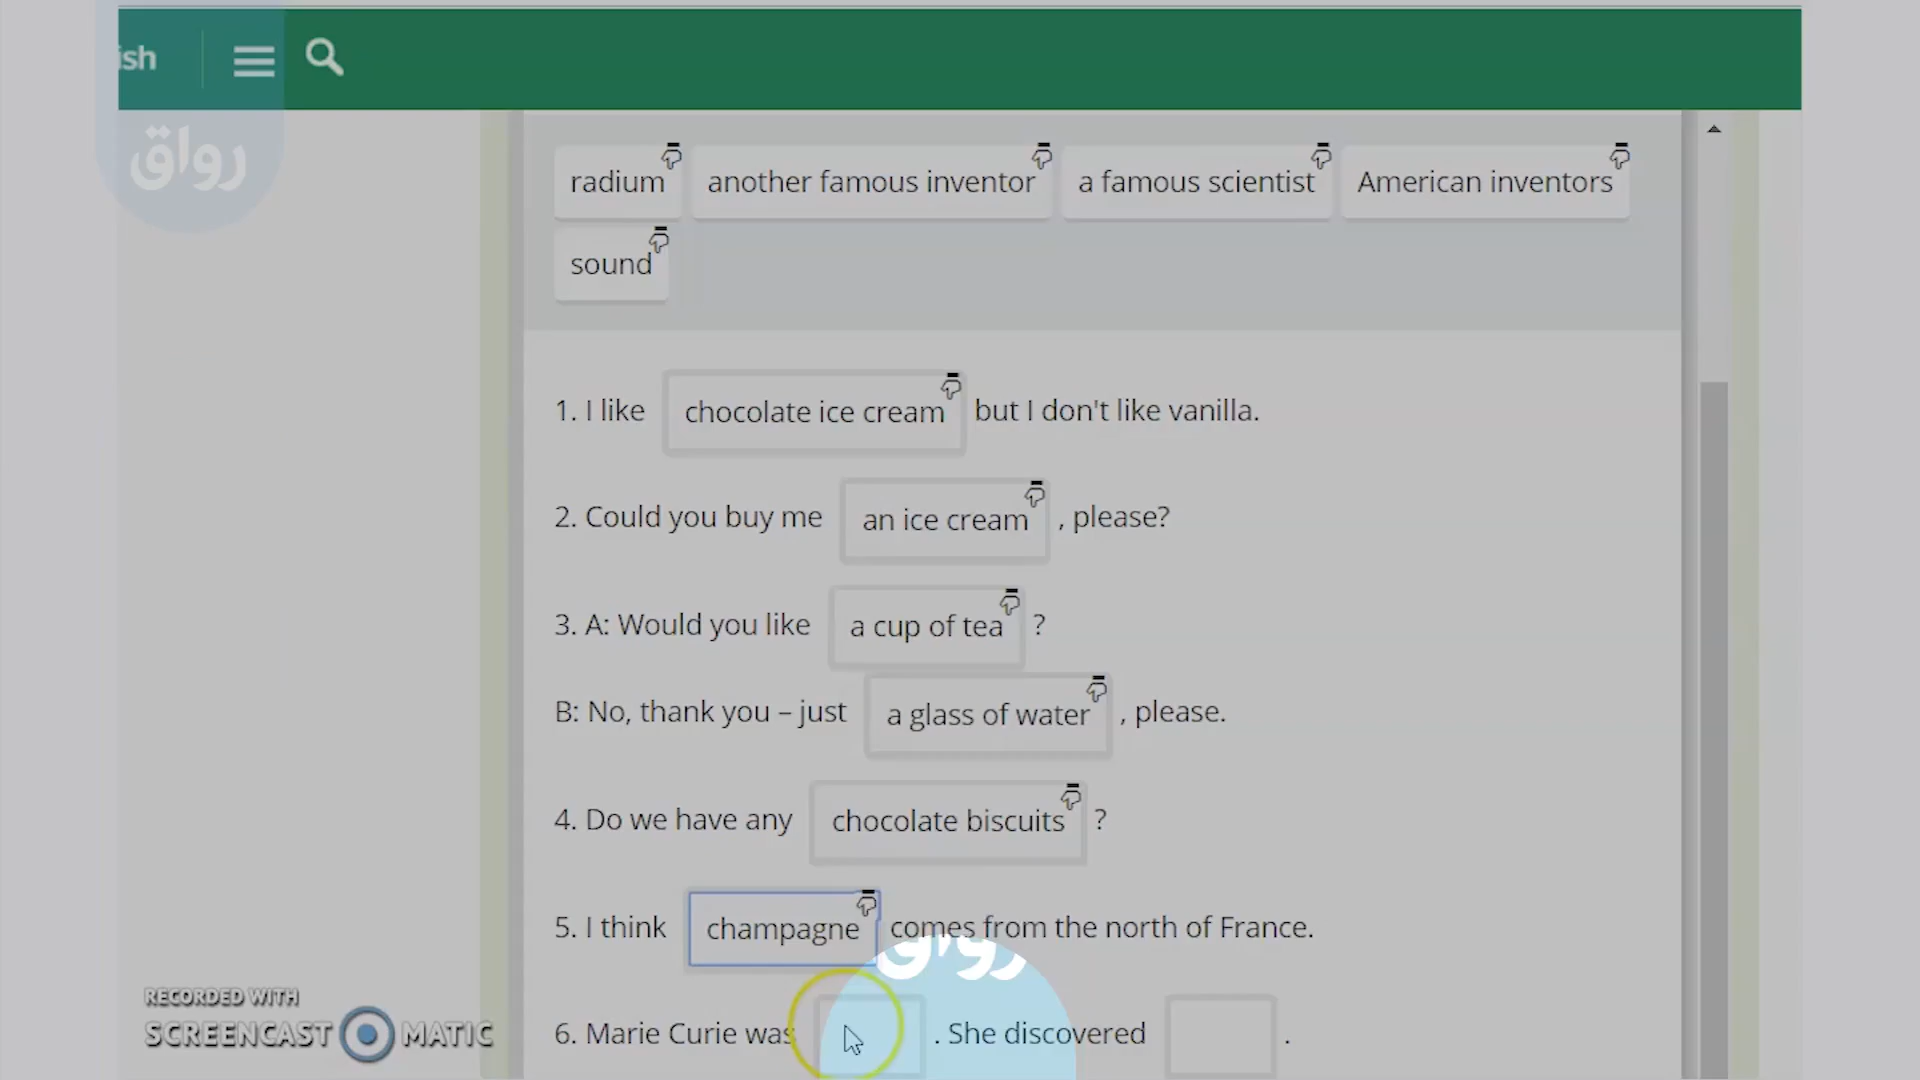 ish
رواق
radium another famous inventor a famous scientist American inventors
sound
1. I like chocolate ice cream but I don't like vanilla.
2. Could you buy me an ice cream , please?
3. A: Would you like a cup of tea ?
B: No, thank you – just a glass of water , please.
4. Do we have any chocolate biscuits ?
5. I think champagne comes from the north of France.
رواق
6. Marie Curie was . She discovered .
RECORDED WITH
SCREENCAST MATIC